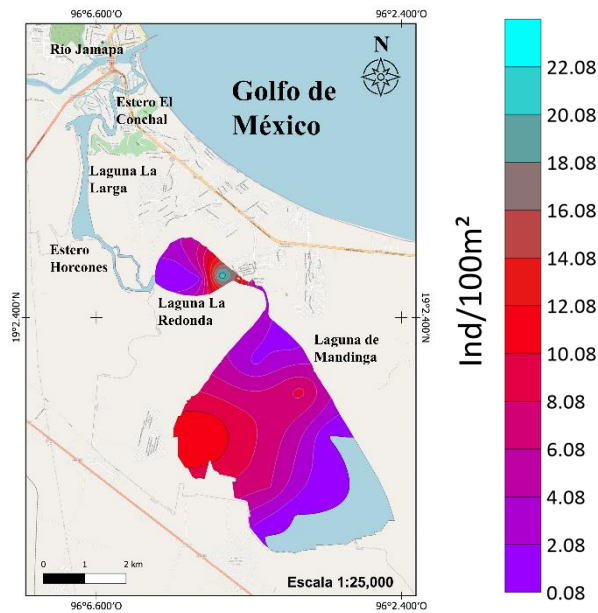 96°6.600'O
96°2.400'O
Río Jamapa
N
Estero El
Conchal
Golfo de
México
Laguna La
Larga
Estero
Horcones
Laguna La
Redonda
19°2.400'N
19°2.400'N
Laguna de
Mandinga
0 1 2 km
Escala 1:25,000
96°6.600'O
96°2.400'O
Ind/100m²
22.08
20.08
18.08
16.08
14.08
12.08
10.08
8.08
6.08
4.08
2.08
0.08